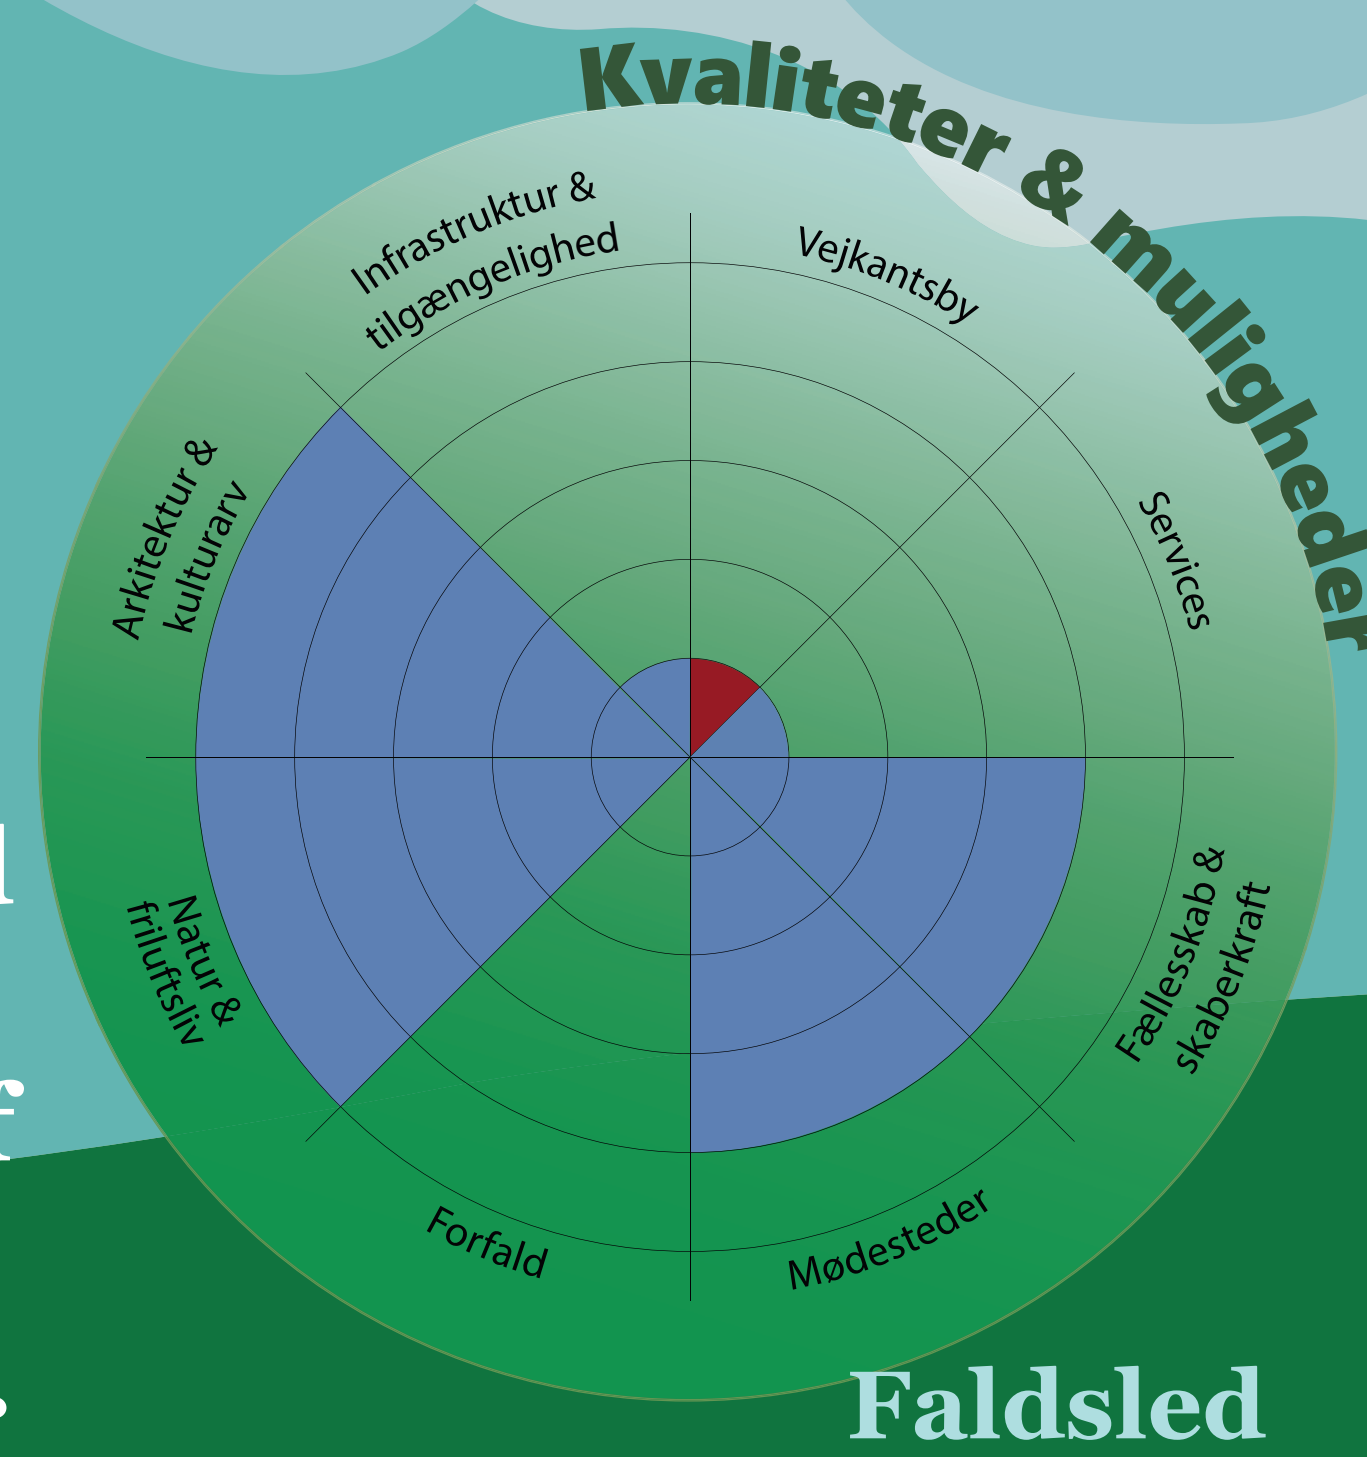 Kvaliteter & muligheder
Infrastruktur &
tilgængelighed
Vejkantsby
Arkitektur &
kulturarv
Services
Natur &
friluftsliv
Fællesskab &
skaberkraft
Forfald
Mødesteder
Faldsled